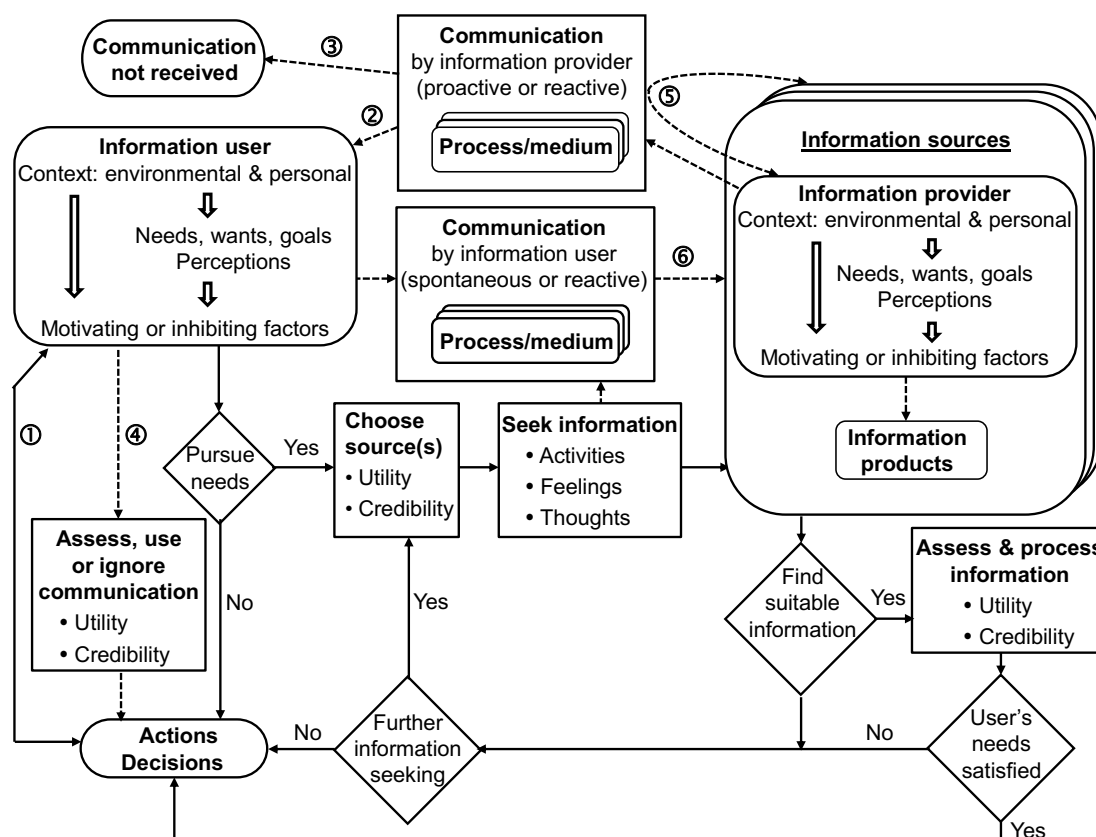 Communication
not received
③
Communication
by information provider
(proactive or reactive)
Process/medium
②
⑤
Information user
Context: environmental & personal
Needs, wants, goals
Perceptions
Motivating or inhibiting factors
Communication
by information user
(spontaneous or reactive)
Process/medium
⑥
Information sources
Information provider
Context: environmental & personal
Needs, wants, goals
Perceptions
Motivating or inhibiting factors
Information
products
①
④
Pursue
needs
Yes
No
Choose
source(s)
• Utility
• Credibility
Seek information
• Activities
• Feelings
• Thoughts
Assess, use
or ignore
communication
• Utility
• Credibility
Find
suitable
information
Yes
Assess & process
information
• Utility
• Credibility
Yes
Actions
Decisions
No
Further
information
seeking
No
User's
needs
satisfied
Yes